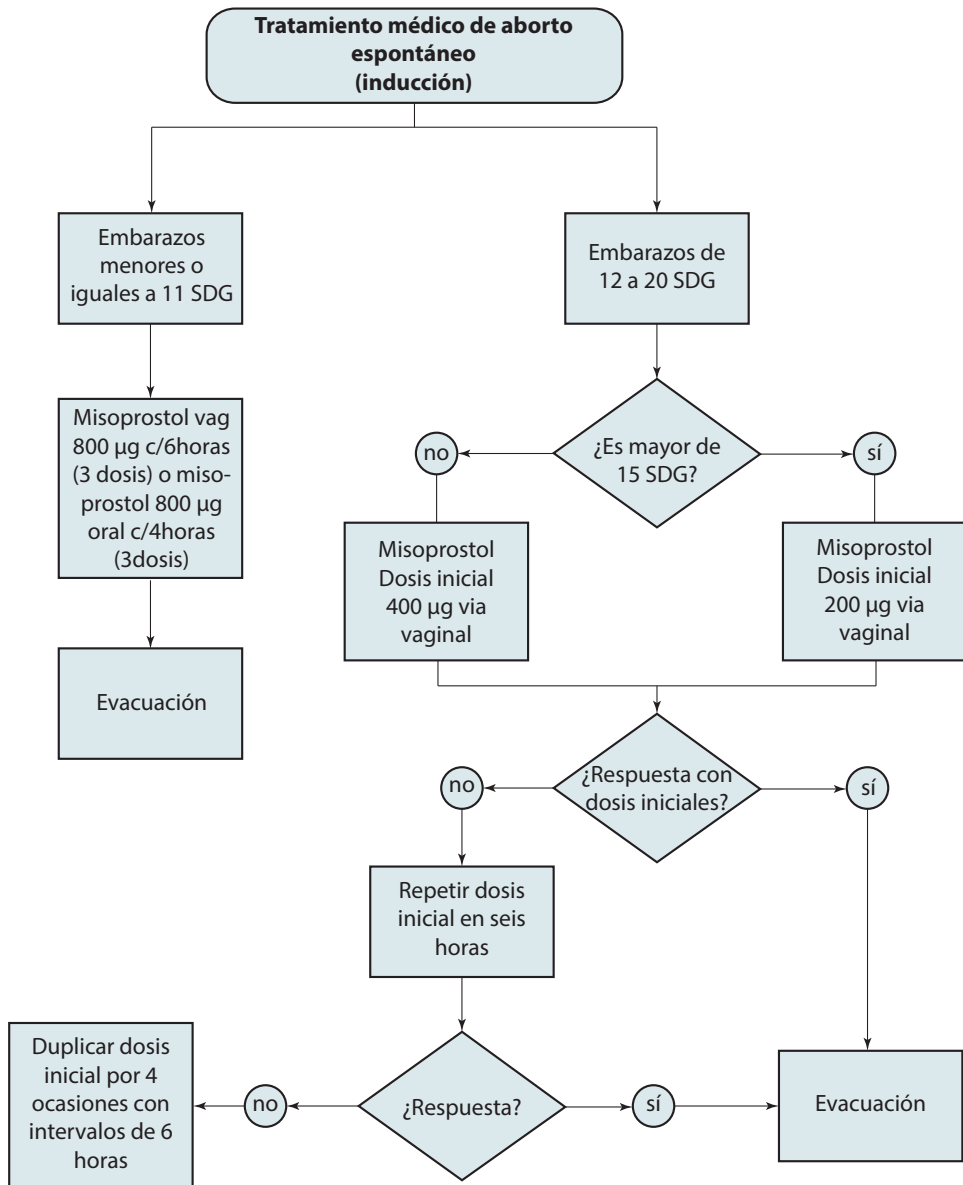 Tratamiento médico de aborto
espontáneo
(inducción)
Embarazos
menores o
iguales a 11 SDG
Embarazos de
12 a 20 SDG
Misoprostol vag
800 µg c/6horas
(3 dosis) o miso-
prostol 800 µg
oral c/4horas
(3dosis)
no
¿Es mayor de
15 SDG?
sí
Misoprostol
Dosis inicial
400 µg via
vaginal
Misoprostol
Dosis inicial
200 µg via
vaginal
Evacuación
no
¿Respuesta con
dosis iniciales?
sí
Repetir dosis
inicial en seis
horas
Duplicar dosis
inicial por 4
ocasiones con
intervalos de 6
horas
no
¿Respuesta?
sí
Evacuación